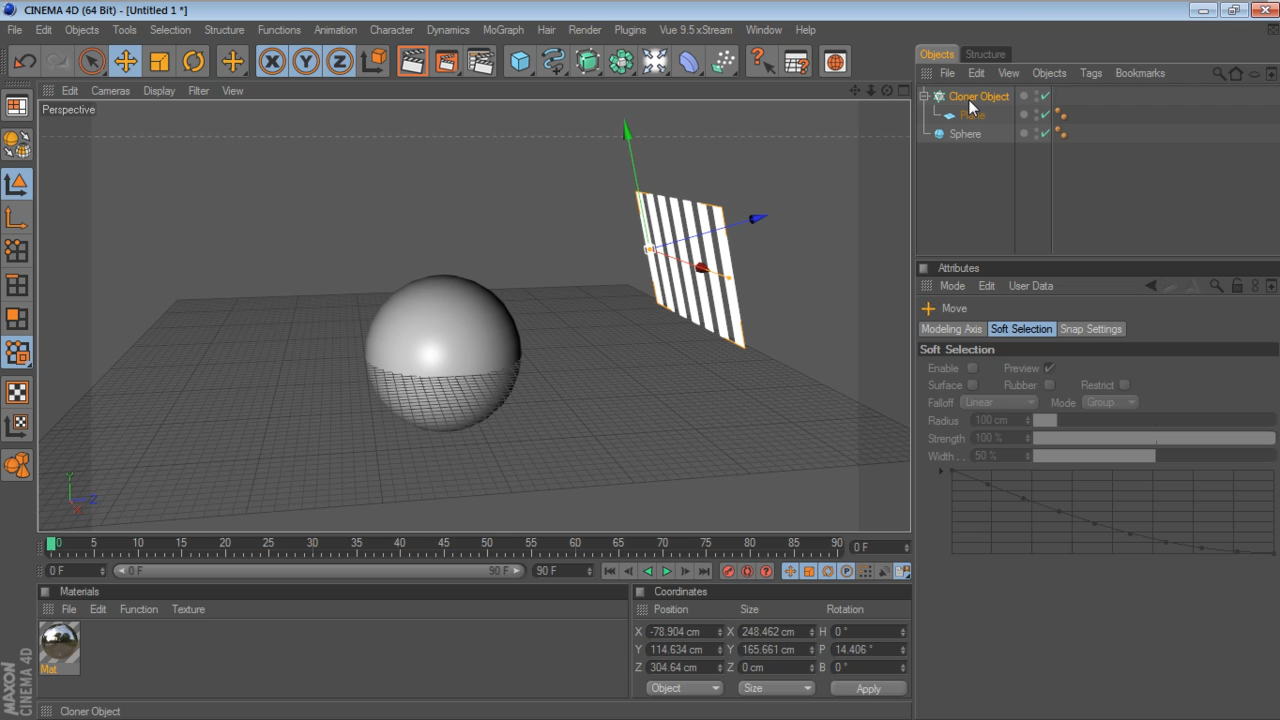 CINEMA 4D (64 Bit) - [Untitled 1 *]
File Edit Objects Tools Selection Structure Functions Animation Character Dynamics MoGraph Hair Render Plugins Vue 9.5 xStream Window Help
X Y Z
Edit Cameras Display Filter View
Perspective
Y Z X
0 5 10 15 20 25 30 35 40 45 50 55 60 65 70 75 80 85 90
0 F
0 F 0 F 90 F 90 F
Materials
File Edit Function Texture
Mat
MAXON CINEMA 4D
Cloner Object
Coordinates
Position Size Rotation
X -78.904 cm X 248.462 cm H 0 °
Y 114.634 cm Y 165.661 cm P 14.406 °
Z 304.64 cm Z 0 cm B 0 °
Object Size Apply
Objects Structure
File Edit View Objects Tags Bookmarks
Cloner Object
Plane
Sphere
Attributes
Mode Edit User Data
Move
Modeling Axis Soft Selection Snap Settings
Soft Selection
Enable Preview
Surface Rubber Restrict
Falloff Linear Mode Group
Radius 100 cm
Strength 100 %
Width . . 50 %